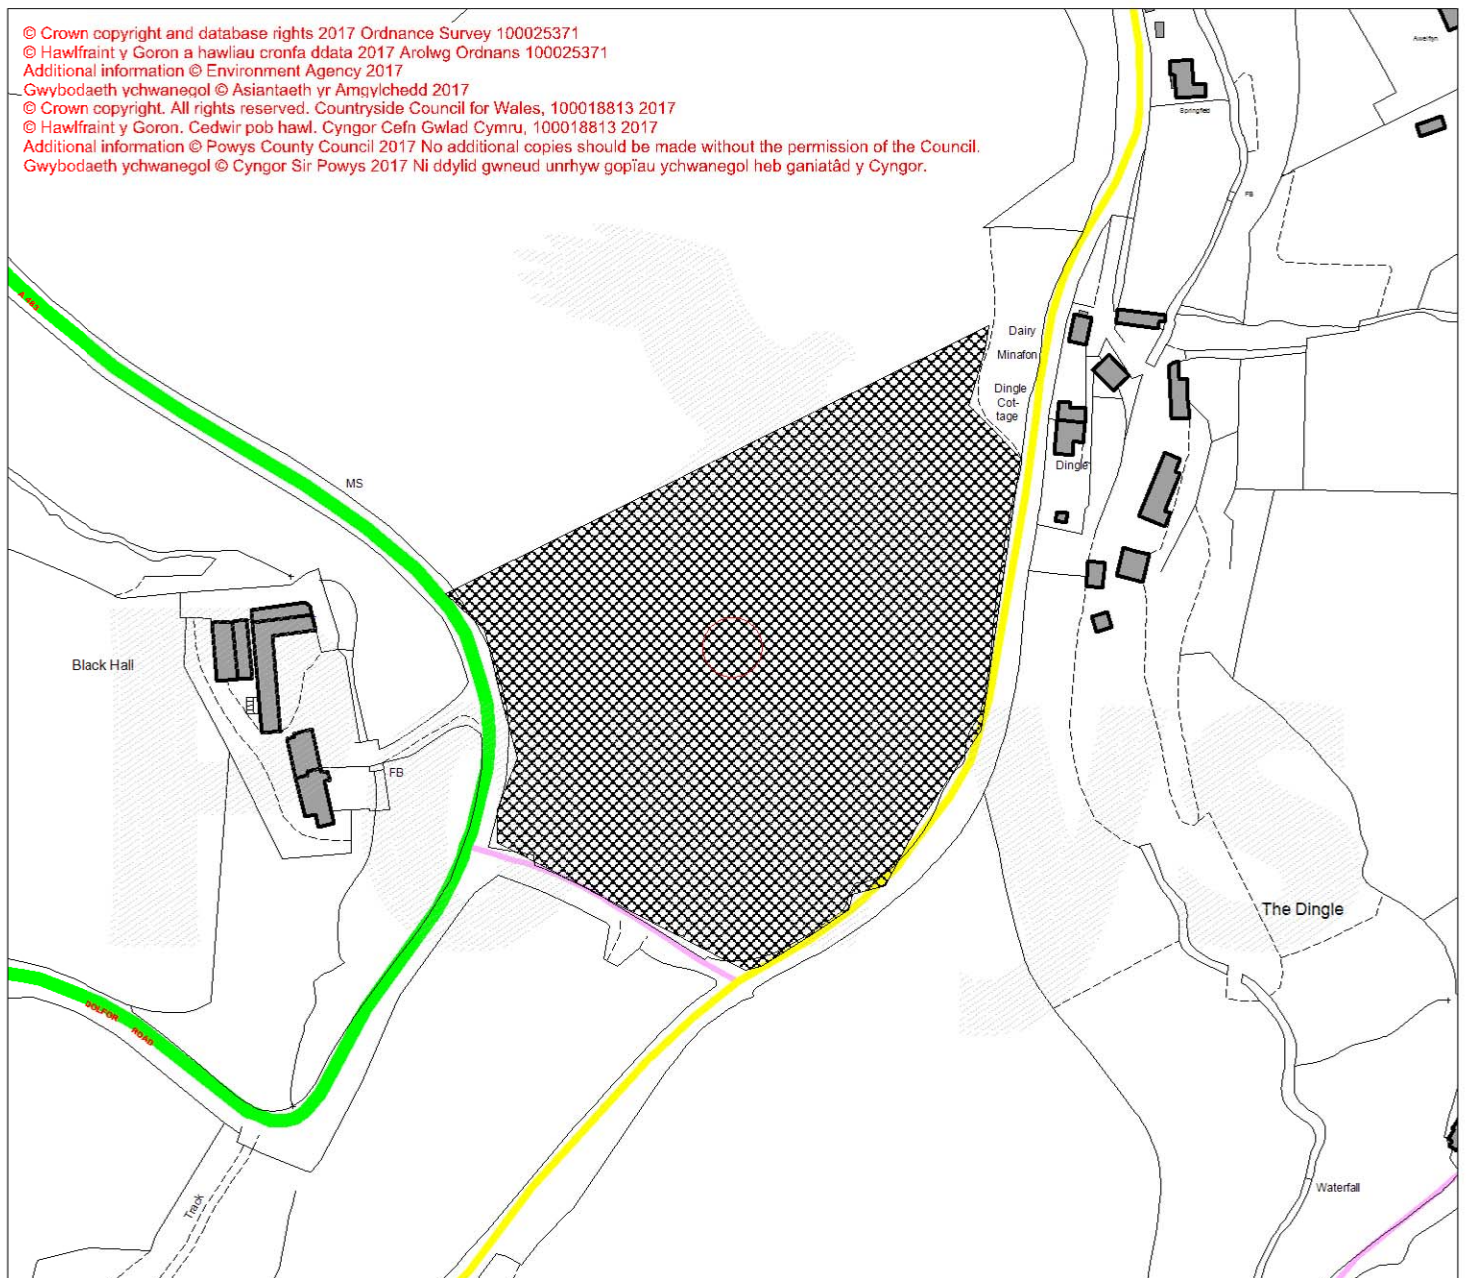 © Crown copyright and database rights 2017 Ordnance Survey 100025371
© Hawlfraint y Goron a hawliau cronfa ddata 2017 Arolwg Ordnans 100025371
Additional information © Environment Agency 2017
Gwybodaeth ychwanegol © Asiantaeth yr Amgylchedd 2017
© Crown copyright. All rights reserved. Countryside Council for Wales, 100018813 2017
© Hawlfraint y Goron. Cedwir pob hawl. Cyngor Cefn Gwlad Cymru, 100018813 2017
Additional information © Powys County Council 2017 No additional copies should be made without the permission of the Council.
Gwybodaeth ychwanegol © Cyngor Sir Powys 2017 Ni ddylid gwneud unrhyw gopïau ychwanegol heb ganiatâd y Cyngor.
FB
Dairy
Minafon
Dingle
Cot-
tage
Dingle
MS
Black Hall
FB
The Dingle
DOLFOR ROAD
Track
Waterfall